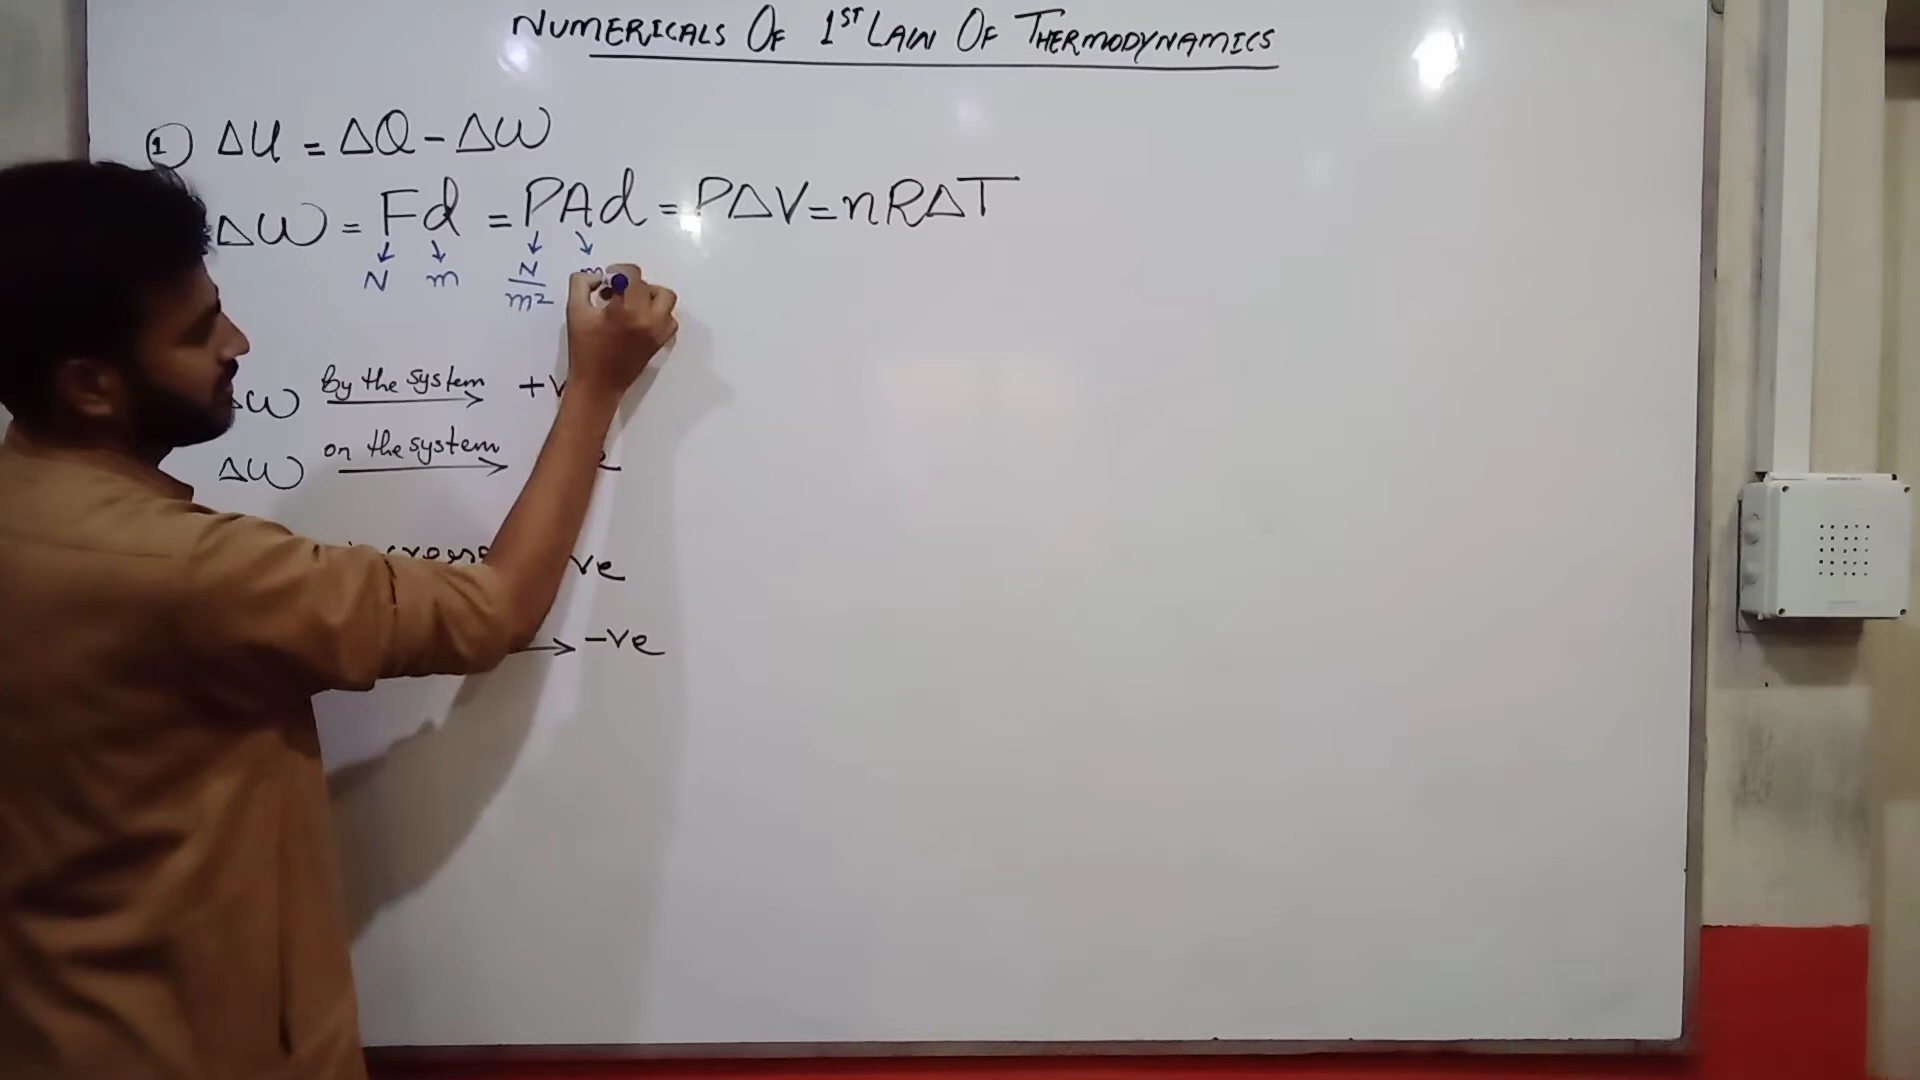 NUMERICALS OF 1ST LAW OF THERMODYNAMICS
① ΔU = ΔQ - ΔW
ΔW = Fd = PAd = PΔV = nRΔT
N m N/m² m
ΔW By the system → +v
ΔW on the system →
ve
→ -ve